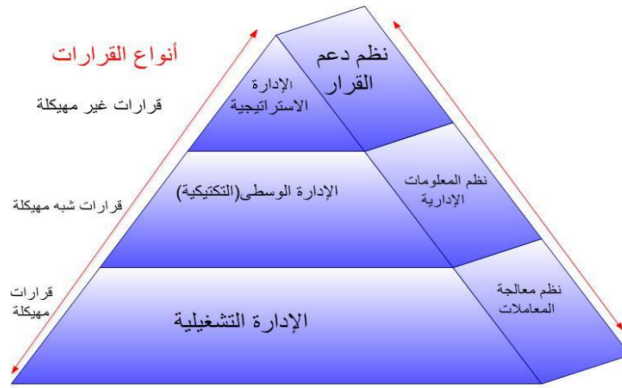 أنواع القرارات
نظم دعم
القرار
الإدارة
الاستراتيجية
قرارات غير مهيكلة
نظم المعلومات
الإدارية
الإدارة الوسطى(التكتيكية)
قرارات شبه مهيكلة
نظم معالجة
المعاملات
الإدارة التشغيلية
قرارات
مهيكلة